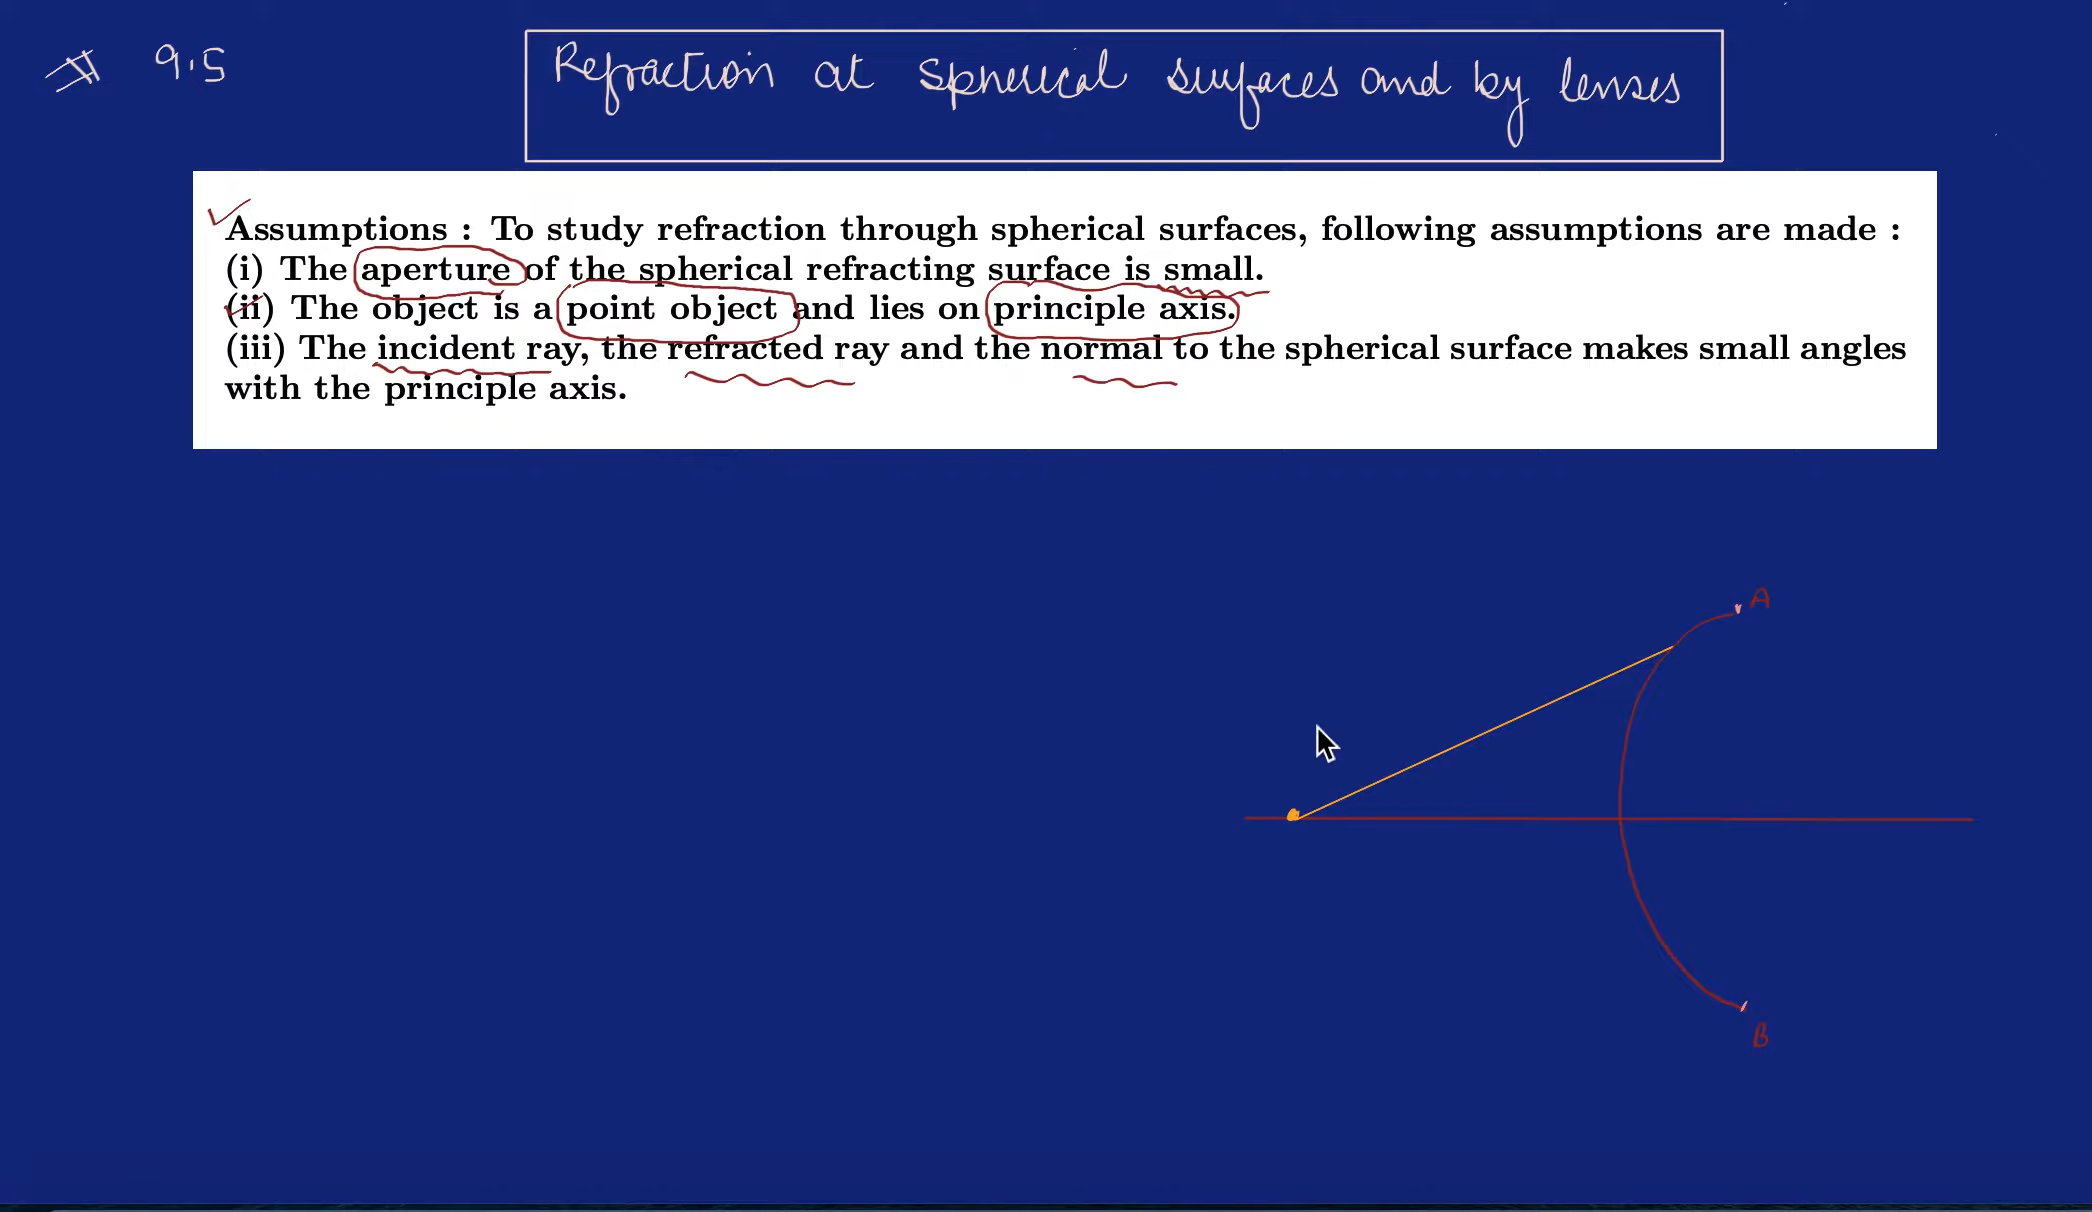 9.5
Refraction at spherical surfaces and by lenses
Assumptions : To study refraction through spherical surfaces, following assumptions are made :
(i) The aperture of the spherical refracting surface is small.
(ii) The object is a point object and lies on principle axis.
(iii) The incident ray, the refracted ray and the normal to the spherical surface makes small angles
with the principle axis.
A
B